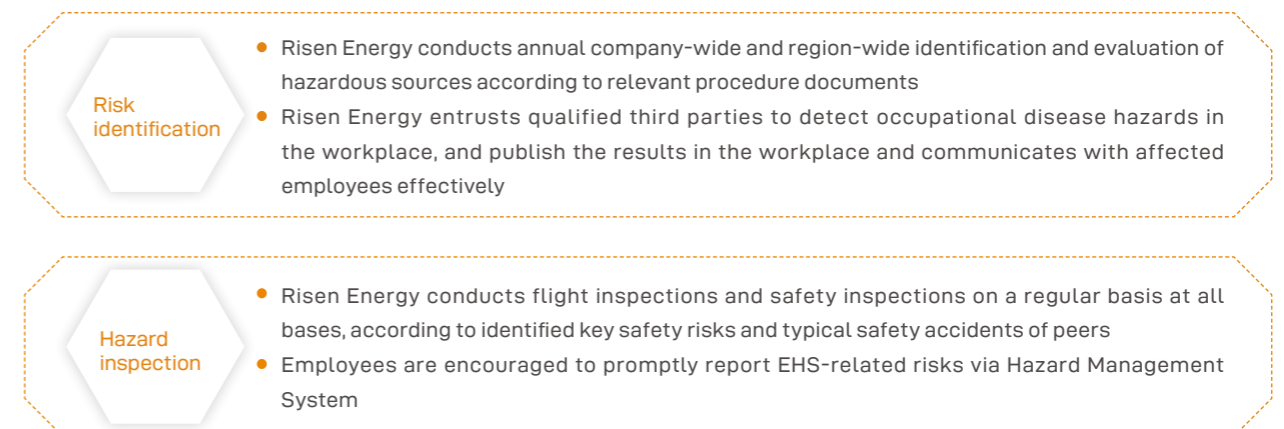 Risk
identification
● Risen Energy conducts annual company-wide and region-wide identification and evaluation of
hazardous sources according to relevant procedure documents
● Risen Energy entrusts qualified third parties to detect occupational disease hazards in
the workplace, and publish the results in the workplace and communicates with affected
employees effectively
Hazard
inspection
● Risen Energy conducts flight inspections and safety inspections on a regular basis at all
bases, according to identified key safety risks and typical safety accidents of peers
● Employees are encouraged to promptly report EHS-related risks via Hazard Management
System